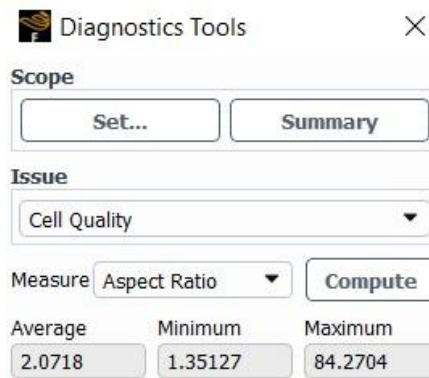 Diagnostics Tools
Scope
Set... Summary
Issue
Cell Quality
Measure Aspect Ratio Compute
Average Minimum Maximum
2.0718 1.35127 84.2704